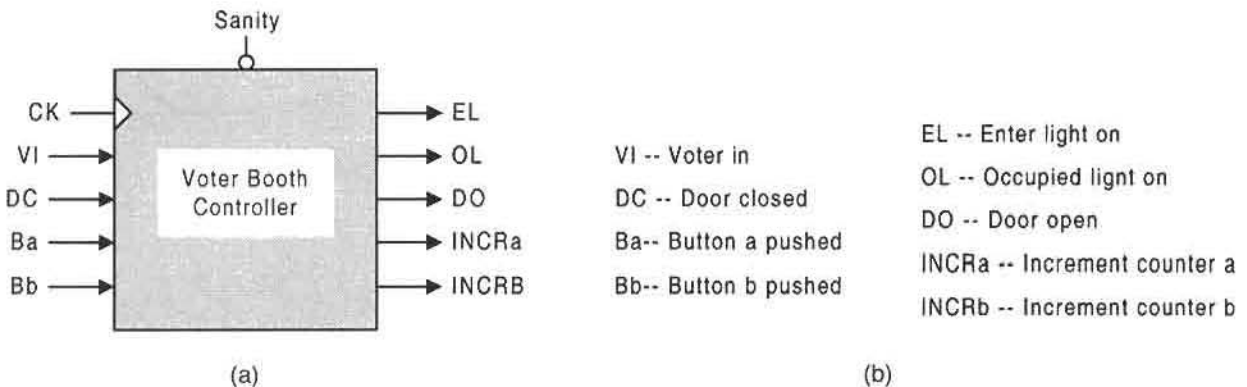 Sanity
CK
VI
DC
Ba
Bb
Voter Booth
Controller
EL
OL
DO
INCRa
INCRB
(a)
VI -- Voter in
DC -- Door closed
Ba-- Button a pushed
Bb-- Button b pushed
EL -- Enter light on
OL -- Occupied lignt on
DO -- Door open
INCRa -- Increment counter a
INCRb -- Increment counter b
(b)